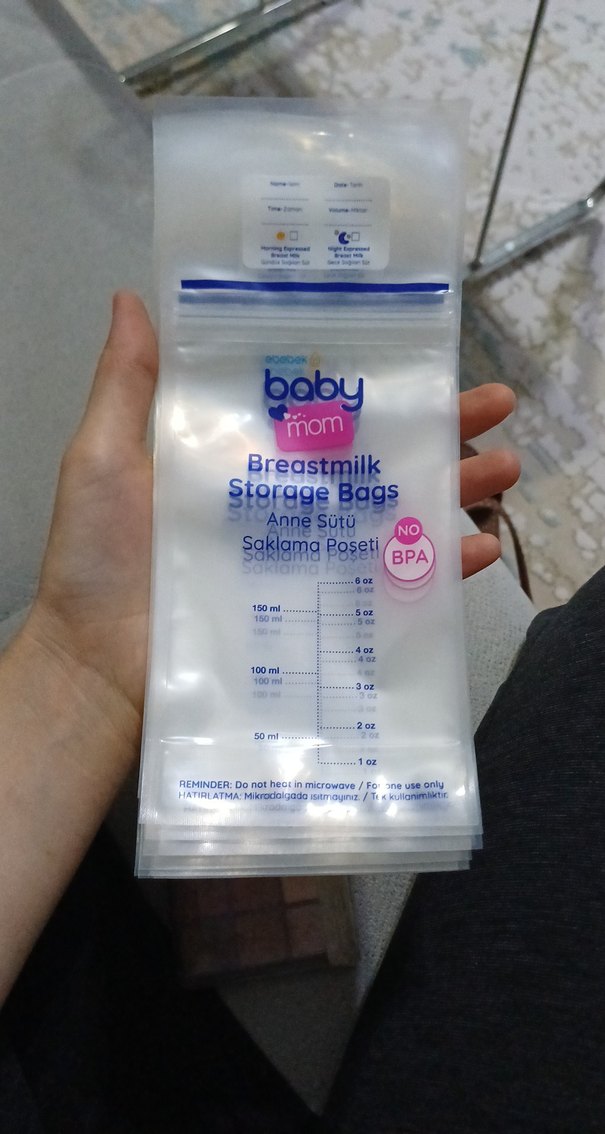 Name-İsim Date- Tarih
Time- Zaman Volume- Miktar
Morning Expressed
Breast Milk
Gündüz Sağılan Süt
Night Expressed
Breast Milk
Gece Sağılan Süt
ebebek
baby
mom
Breastmilk
Storage Bags
Anne Sütü
Saklama Poşeti
NO
BPA
6 oz
150 ml 5 oz
4 oz
100 ml
3 oz
2 oz
50 ml
1 oz
REMINDER: Do not heat in microwave / For one use only
HATIRLATMA: Mikrodalgada ısıtmayınız. / Tek kullanımlıktır.